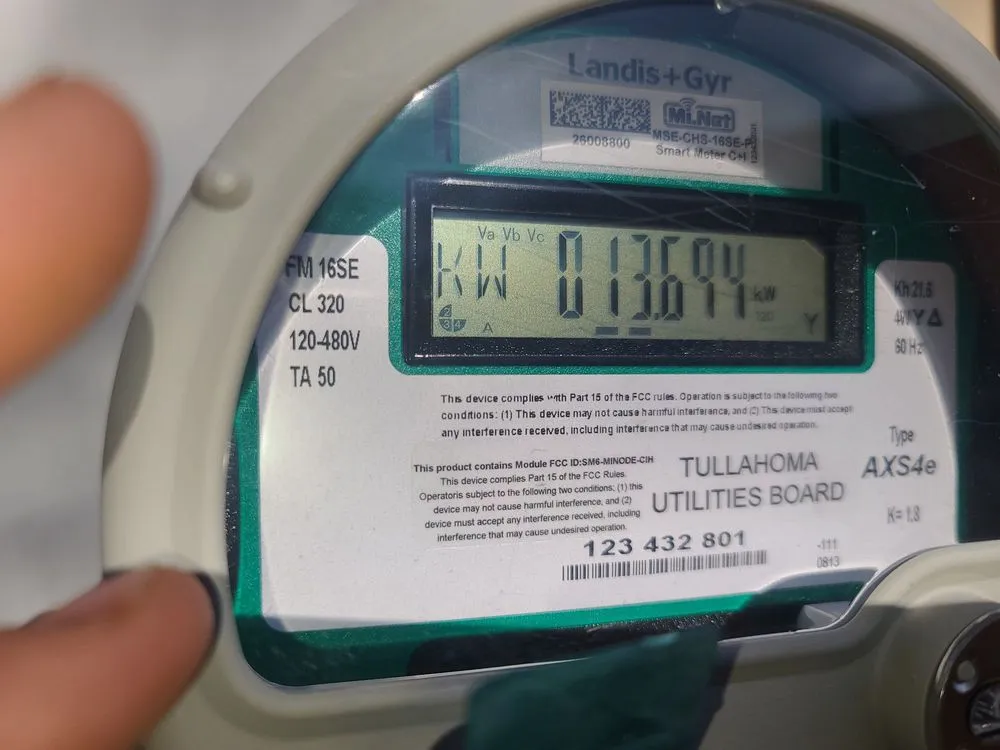 Landis+Gyr
MiNet
26008800
MSE-CHS-16SE-P
Smart Meter C+I
FM 16SE
CL 320
120-480V
TA 50
Va Vb Vc
KW 013.694 kW
120
A
Y
Kh 21.6
4WY Δ
60 Hz
This device complies with Part 15 of the FCC rules. Operation is subject to the following two
conditions: (1) This device may not cause harmful interference, and (2) This device must accept
any interference received, including interference that may cause undesired operation.
Type
AXS4e
K= 1.8
This product contains Module FCC ID:SM6-MINODE-CIH
This device complies Part 15 of the FCC Rules.
Operatoris subject to the following two conditions; (1) this
device may not cause harmful interference, and (2)
device must accept any interference received, including
interference that may cause undesired operation.
TULLAHOMA
UTILITIES BOARD
123 432 801
-111
0813